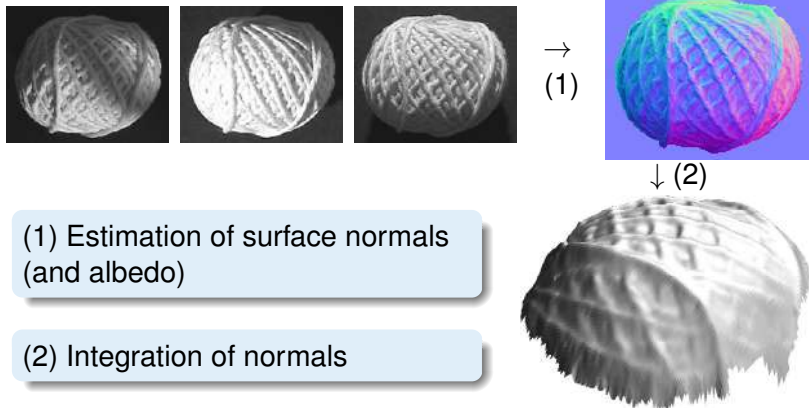 →
(1)
↓ (2)
(1) Estimation of surface normals
(and albedo)
(2) Integration of normals